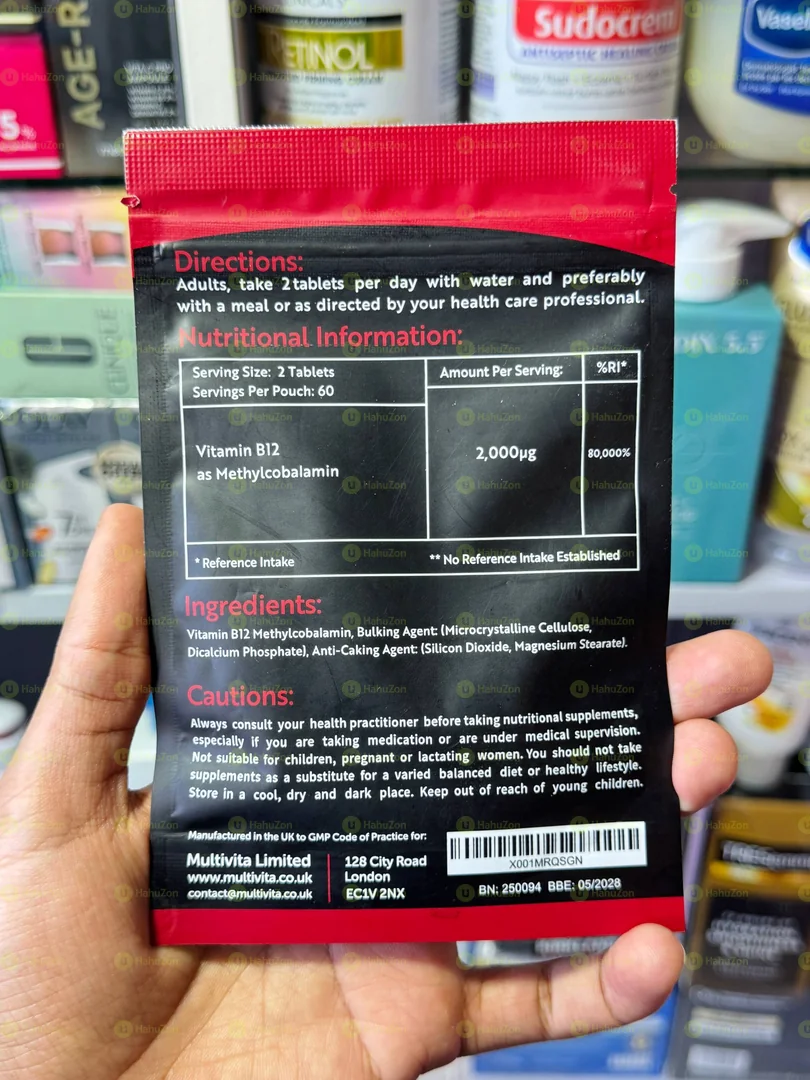 AGE-R
RETINOL
Sudocrem
ANTISEPTIC HEALING CREAM
Vase
5%
Directions:
Adults, take 2 tablets per day with water and preferably
with a meal or as directed by your health care professional.
Nutritional Information:
Serving Size: 2 Tablets
Servings Per Pouch: 60
Amount Per Serving:
%RI*
Vitamin B12
as Methylcobalamin
2,000µg
80,000%
* Reference Intake
** No Reference Intake Established
Ingredients:
Vitamin B12 Methylcobalamin, Bulking Agent: (Microcrystalline Cellulose,
Dicalcium Phosphate), Anti-Caking Agent: (Silicon Dioxide, Magnesium Stearate).
Cautions:
Always consult your health practitioner before taking nutritional supplements,
especially if you are taking medication or are under medical supervision.
Not suitable for children, pregnant or lactating women. You should not take
supplements as a substitute for a varied balanced diet or healthy lifestyle.
Store in a cool, dry and dark place. Keep out of reach of young children.
Manufactured in the UK to GMP Code of Practice for:
Multivita Limited
www.multivita.co.uk
contact@multivita.co.uk
128 City Road
London
EC1V 2NX
X001MRQSGN
BN: 250094 BBE: 05/2028
HahuZon